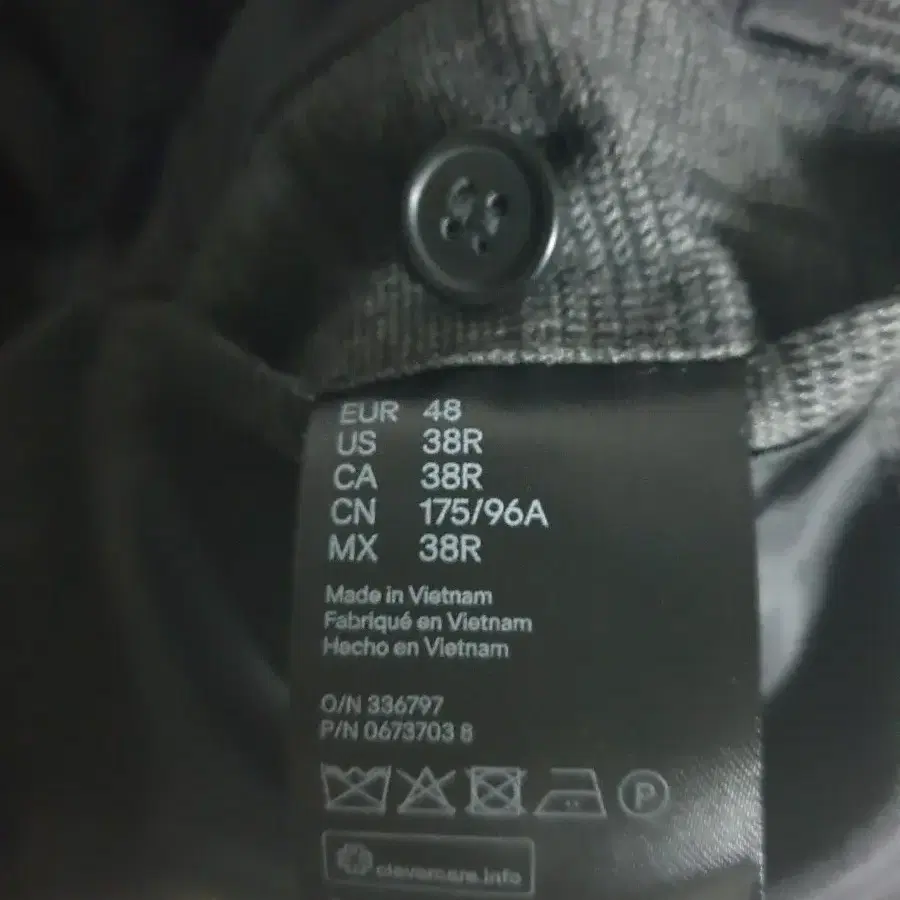 EUR 48
US 38R
CA 38R
CN 175/96A
MX 38R
Made in Vietnam
Fabriqué en Vietnam
Hecho en Vietnam
O/N 336797
P/N 0673703 8
P
clevercare.info